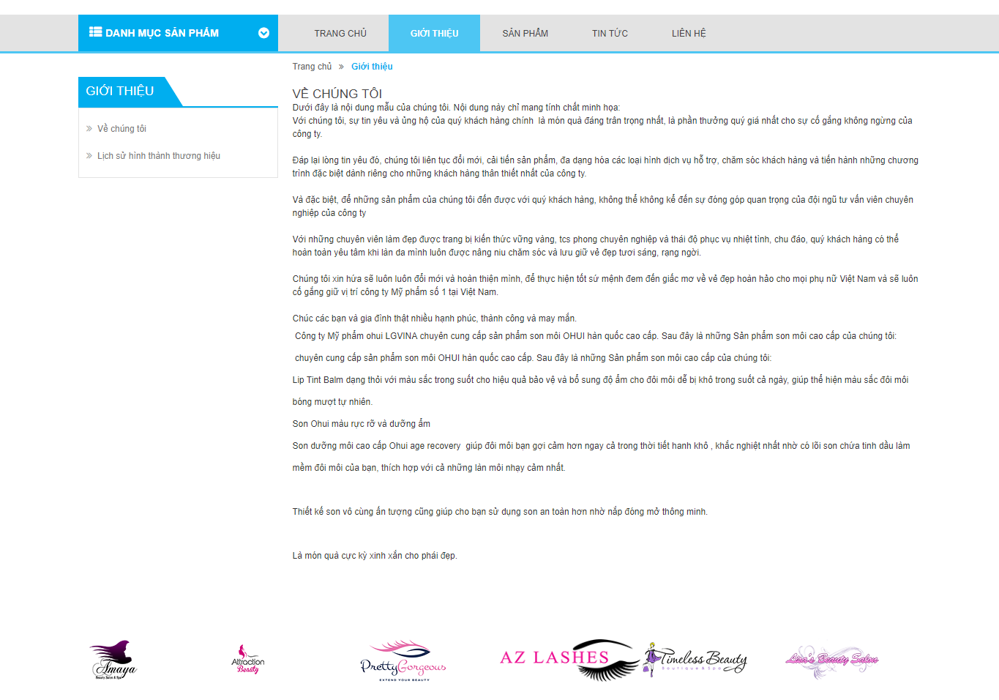 DANH MỤC SẢN PHẨM
TRANG CHỦ
GIỚI THIỆU
SẢN PHẨM
TIN TỨC
LIÊN HỆ
Trang chủ » Giới thiệu
GIỚI THIỆU
» Về chúng tôi
» Lịch sử hình thành thương hiệu
VỀ CHÚNG TÔI
Dưới đây là nội dung mẫu của chúng tôi. Nội dung này chỉ mang tính chất minh họa:
Với chúng tôi, sự tin yêu và ủng hộ của quý khách hàng chính  là món quà đáng trân trọng nhất, là phần thưởng quý giá nhất cho sự cố gắng không ngừng của
công ty.
Đáp lại lòng tin yêu đó, chúng tôi liên tục đổi mới, cải tiến sản phẩm, đa dạng hóa các loại hình dịch vụ hỗ trợ, chăm sóc khách hàng và tiến hành những chương
trình đặc biệt dành riêng cho những khách hàng thân thiết nhất của công ty.
Và đặc biệt, để những sản phẩm của chúng tôi đến được với quý khách hàng, không thể không kể đến sự đóng góp quan trọng của đội ngũ tư vấn viên chuyên
nghiệp của công ty
Với những chuyên viên làm đẹp được trang bị kiến thức vững vàng, tcs phong chuyên nghiệp và thái độ phục vụ nhiệt tình, chu đáo, quý khách hàng có thể
hoàn toàn yêu tâm khi làn da mình luôn được nâng niu chăm sóc và lưu giữ vẻ đẹp tươi sáng, rạng ngời.
Chúng tôi xin hứa sẽ luôn luôn đổi mới và hoàn thiện mình, để thực hiện tốt sứ mệnh đem đến giấc mơ về vẻ đẹp hoàn hảo cho mọi phụ nữ Việt Nam và sẽ luôn
cố gắng giữ vị trí công ty Mỹ phẩm số 1 tại Việt Nam.
Chúc các bạn và gia đình thật nhiều hạnh phúc, thành công và may mắn.
Công ty Mỹ phẩm ohui LGVINA chuyên cung cấp sản phẩm son môi OHUI hàn quốc cao cấp. Sau đây là những Sản phẩm son môi cao cấp của chúng tôi:
chuyên cung cấp sản phẩm son môi OHUI hàn quốc cao cấp. Sau đây là những Sản phẩm son môi cao cấp của chúng tôi:
Lip Tint Balm dạng thỏi với màu sắc trong suốt cho hiệu quả bảo vệ và bổ sung độ ẩm cho đôi môi dễ bị khô trong suốt cả ngày, giúp thể hiện màu sắc đôi môi
bóng mượt tự nhiên.
Son Ohui màu rực rỡ và dưỡng ẩm
Son dưỡng môi cao cấp Ohui age recovery  giúp đôi môi bạn gợi cảm hơn ngay cả trong thời tiết hanh khô , khắc nghiệt nhất nhờ có lõi son chứa tinh dầu làm
mềm đôi môi của bạn, thích hợp với cả những làn môi nhạy cảm nhất.
Thiết kế son vô cùng ấn tượng cũng giúp cho bạn sử dụng son an toàn hơn nhờ nắp đóng mở thông minh.
Là món quà cực kỳ xinh xắn cho phái đẹp.
Amaya
Beauty Salon & Spa
Attraction
Beauty
PrettyGorgeous
EXTEND YOUR BEAUTY
AZ LASHES
Timeless Beauty
Boutique & Spa
Lisa's Beauty Salon